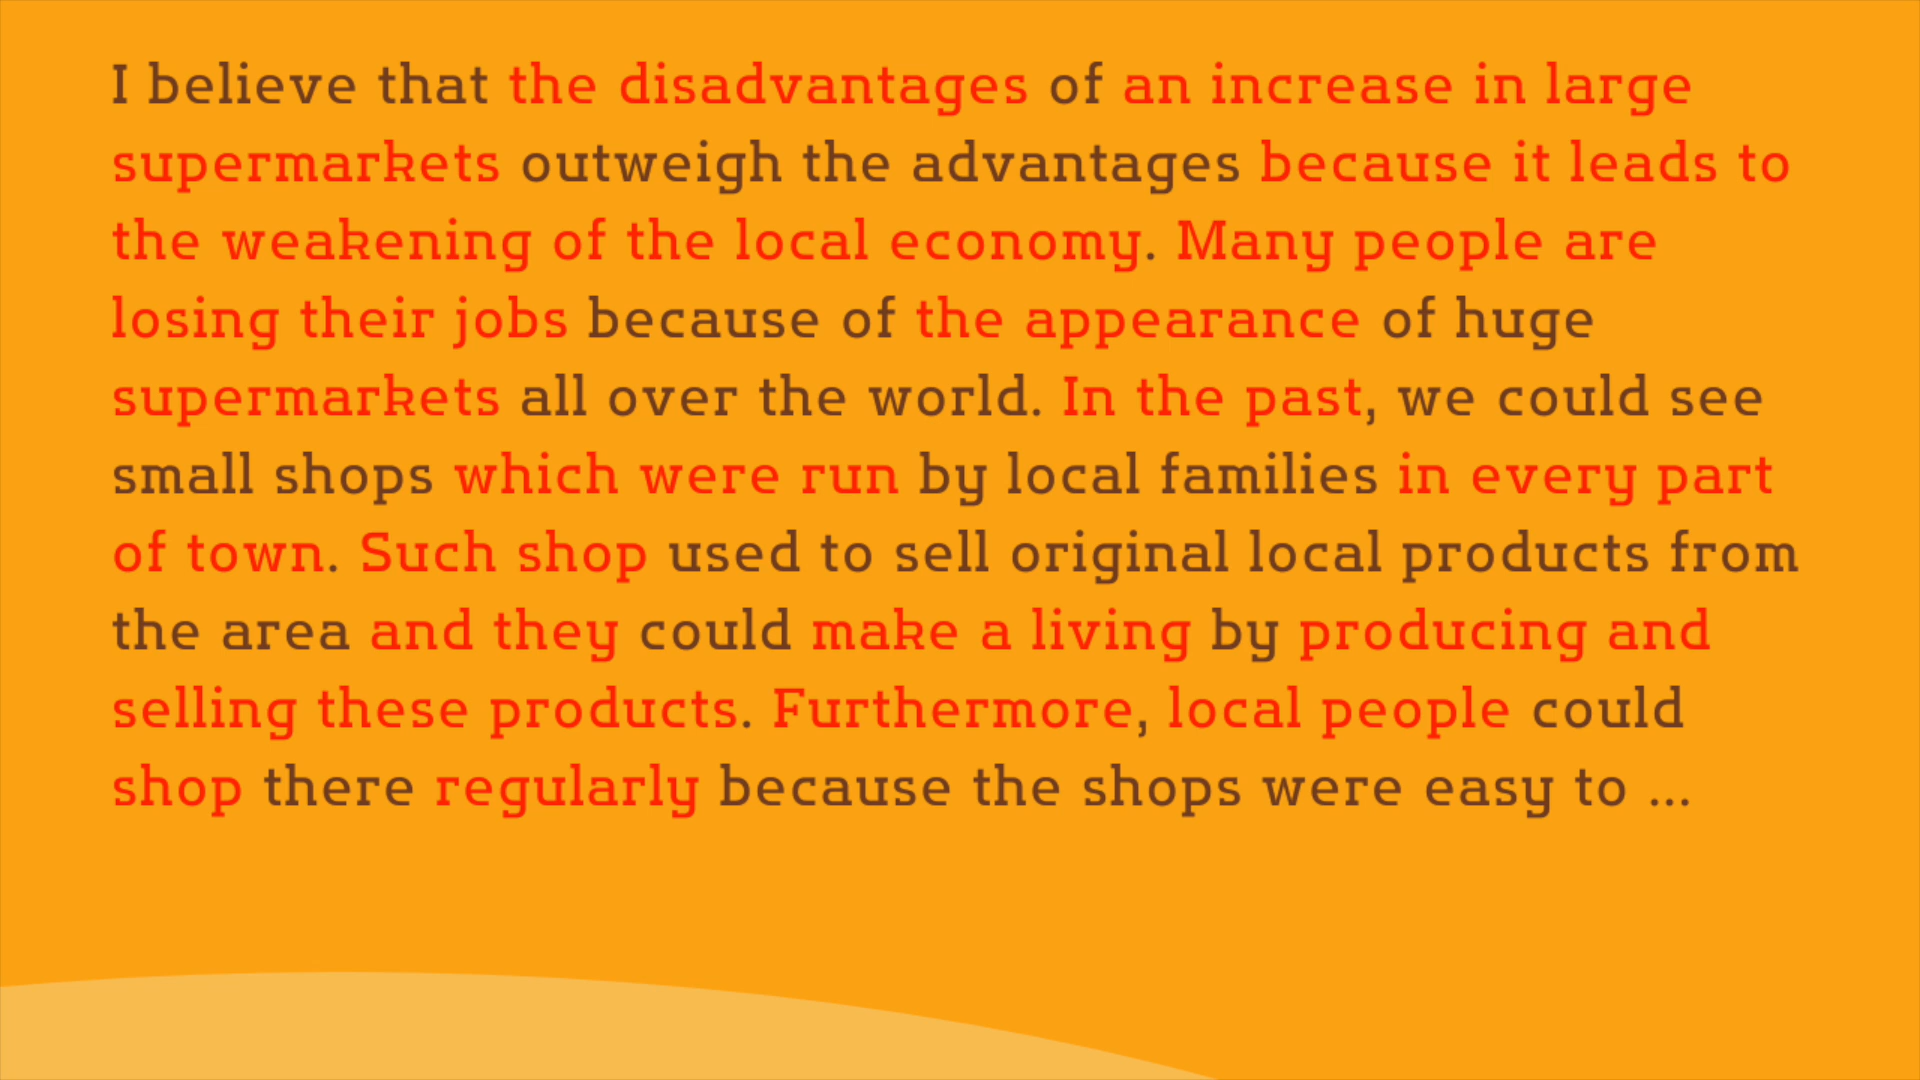 I believe that the disadvantages of an increase in large
supermarkets outweigh the advantages because it leads to
the weakening of the local economy. Many people are
losing their jobs because of the appearance of huge
supermarkets all over the world. In the past, we could see
small shops which were run by local families in every part
of town. Such shop used to sell original local products from
the area and they could make a living by producing and
selling these products. Furthermore, local people could
shop there regularly because the shops were easy to ...